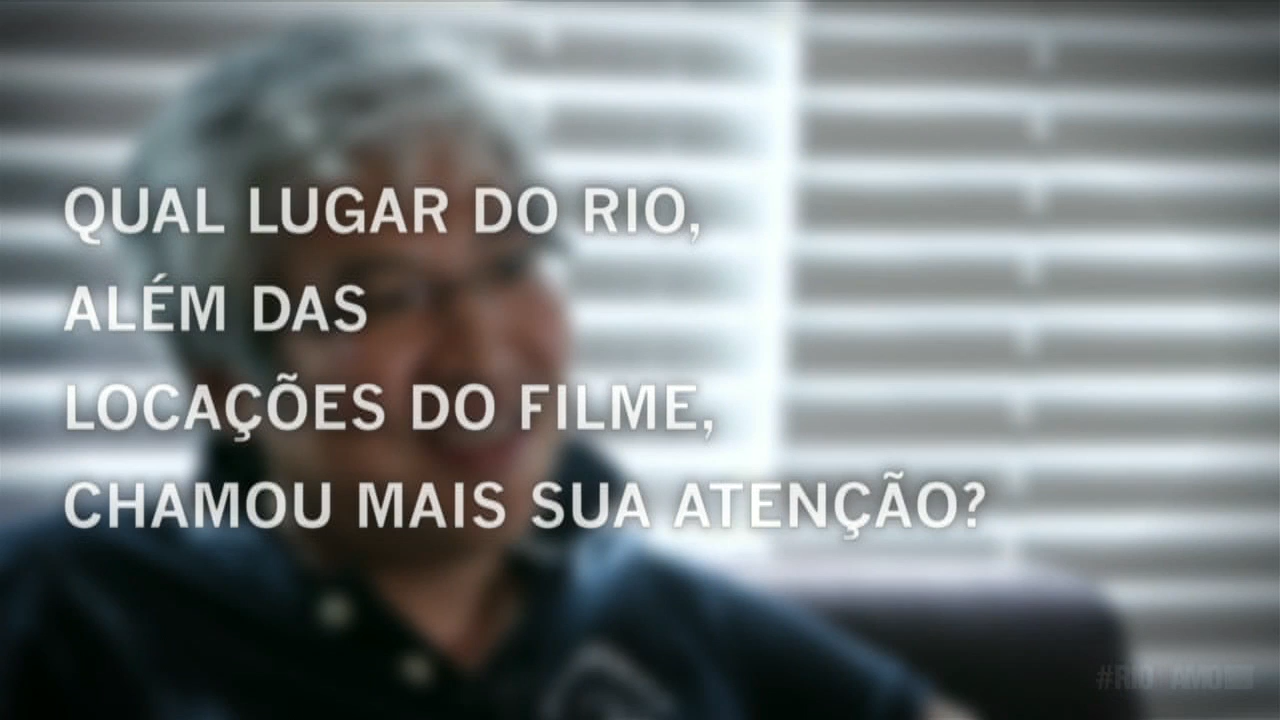 QUAL LUGAR DO RIO,
ALÉM DAS
LOCAÇÕES DO FILME,
CHAMOU MAIS SUA ATENÇÃO?